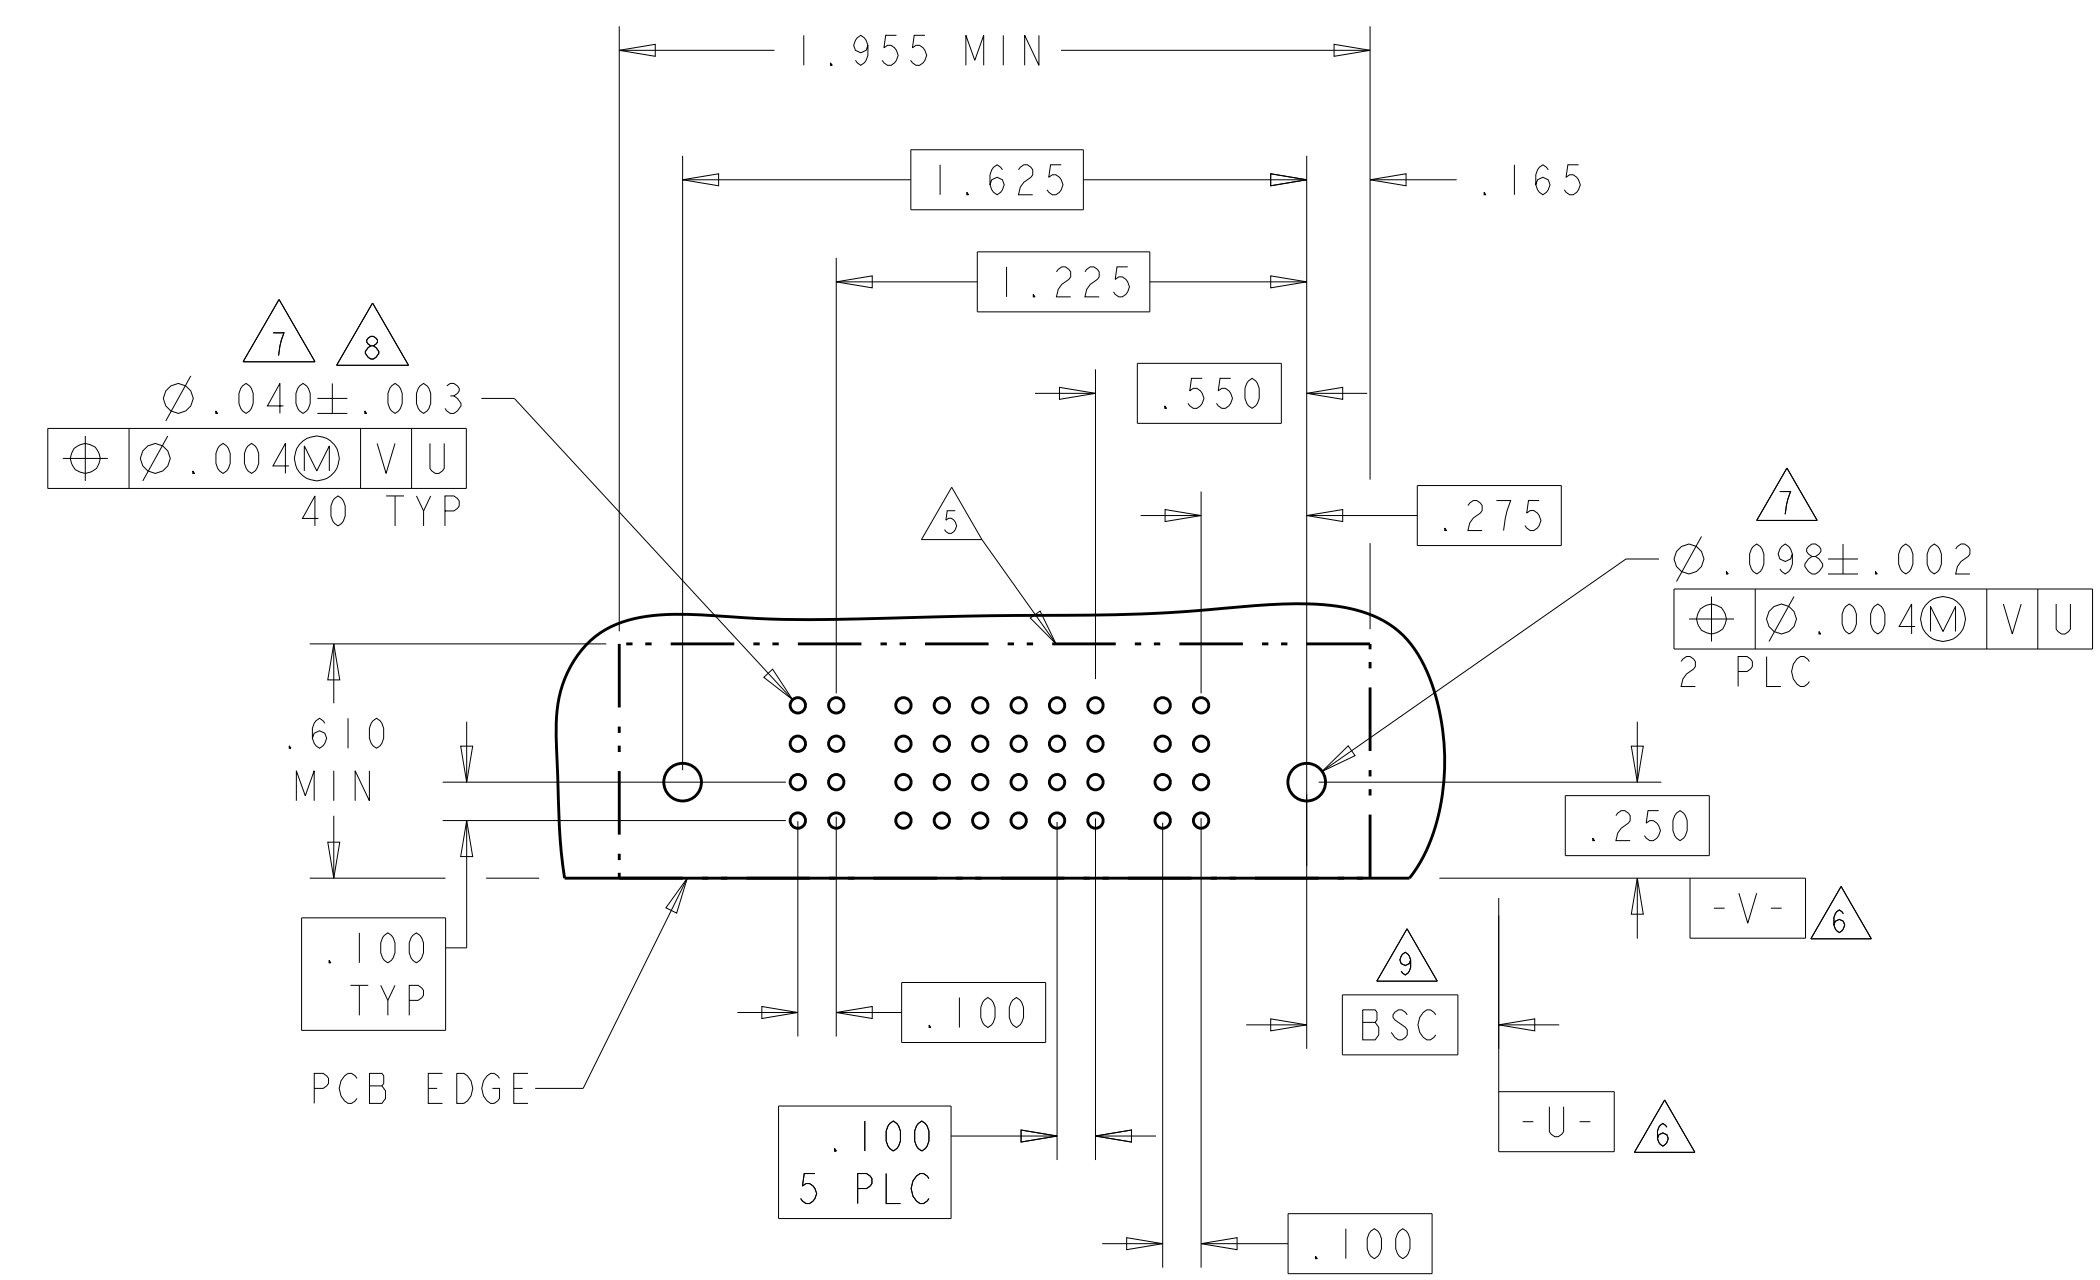 1.955 MIN
1.625
.165
1.225
7
8
Ø.040±.003
⌖ Ø.004Ⓜ V U
40 TYP
.550
5
.275
7
Ø.098±.002
⌖ Ø.004Ⓜ V U
2 PLC
.610
MIN
.250
-V-
6
.100
TYP
9
BSC
.100
PCB EDGE
-U-
6
.100
5 PLC
.100